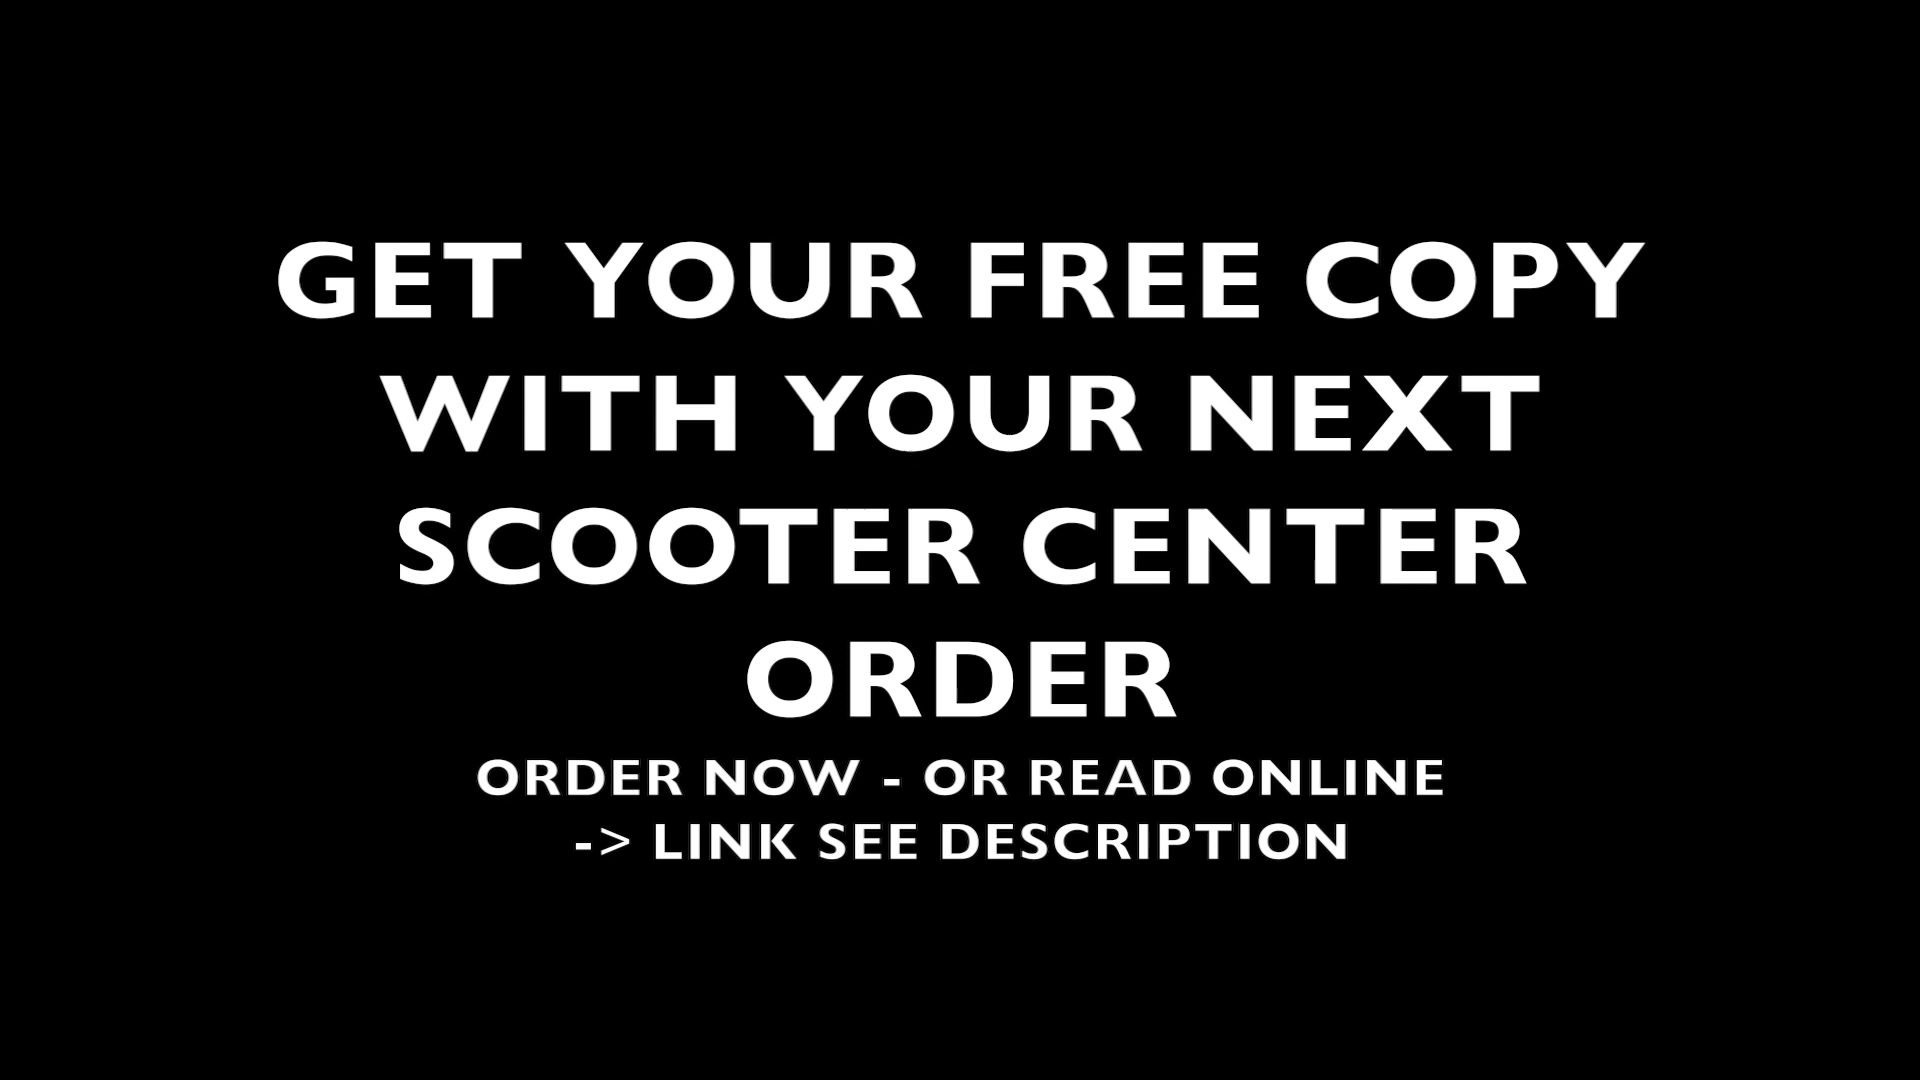 GET YOUR FREE COPY
WITH YOUR NEXT
SCOOTER CENTER
ORDER
ORDER NOW - OR READ ONLINE
-> LINK SEE DESCRIPTION